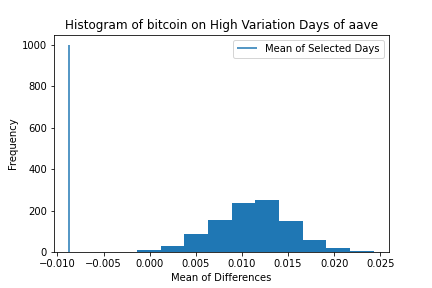 Histogram of bitcoin on High Variation Days of aave
Mean of Selected Days
1000
800
600
400
200
0
Frequency
−0.010 −0.005 0.000 0.005 0.010 0.015 0.020 0.025
Mean of Differences